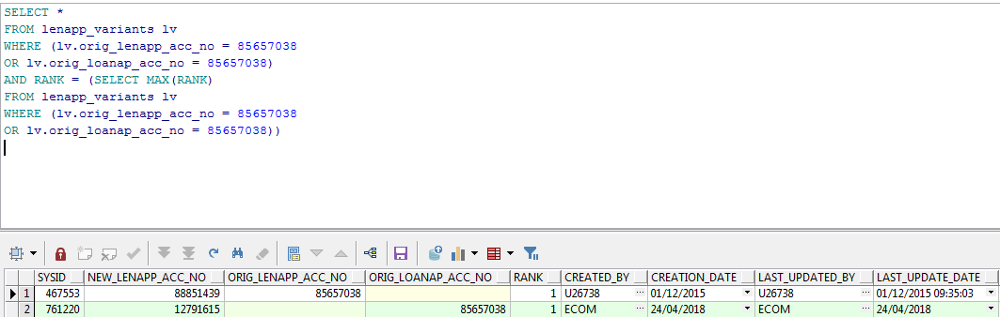 SELECT *
FROM lenapp_variants lv
WHERE (lv.orig_lenapp_acc_no = 85657038
OR lv.orig_loanap_acc_no = 85657038)
AND RANK = (SELECT MAX(RANK)
FROM lenapp_variants lv
WHERE (lv.orig_lenapp_acc_no = 85657038
OR lv.orig_loanap_acc_no = 85657038))
SYSID NEW_LENAPP_ACC_NO ORIG_LENAPP_ACC_NO ORIG_LOANAP_ACC_NO RANK CREATED_BY CREATION_DATE LAST_UPDATED_BY LAST_UPDATE_DATE
1 467553 88851439 85657038 1 U26738 ... 01/12/2015 U26738 ... 01/12/2015 09:35:03
2 761220 12791615 85657038 1 ECOM ... 24/04/2018 ECOM ... 24/04/2018